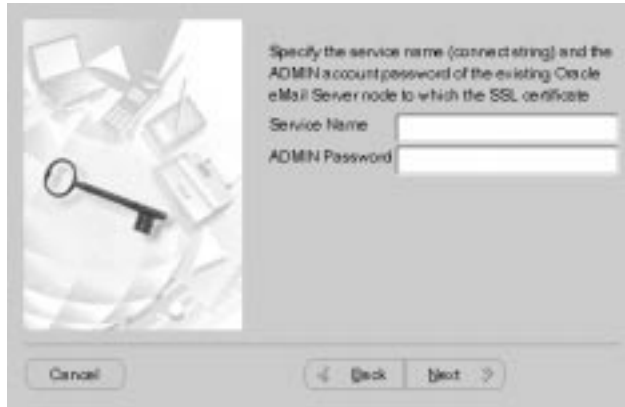 Specify the service name (connect string) and the
ADMIN account password of the existing Oracle
eMail Server node to which the SSL certificate
Service Name
ADMIN Password
Cancel
Back
Next